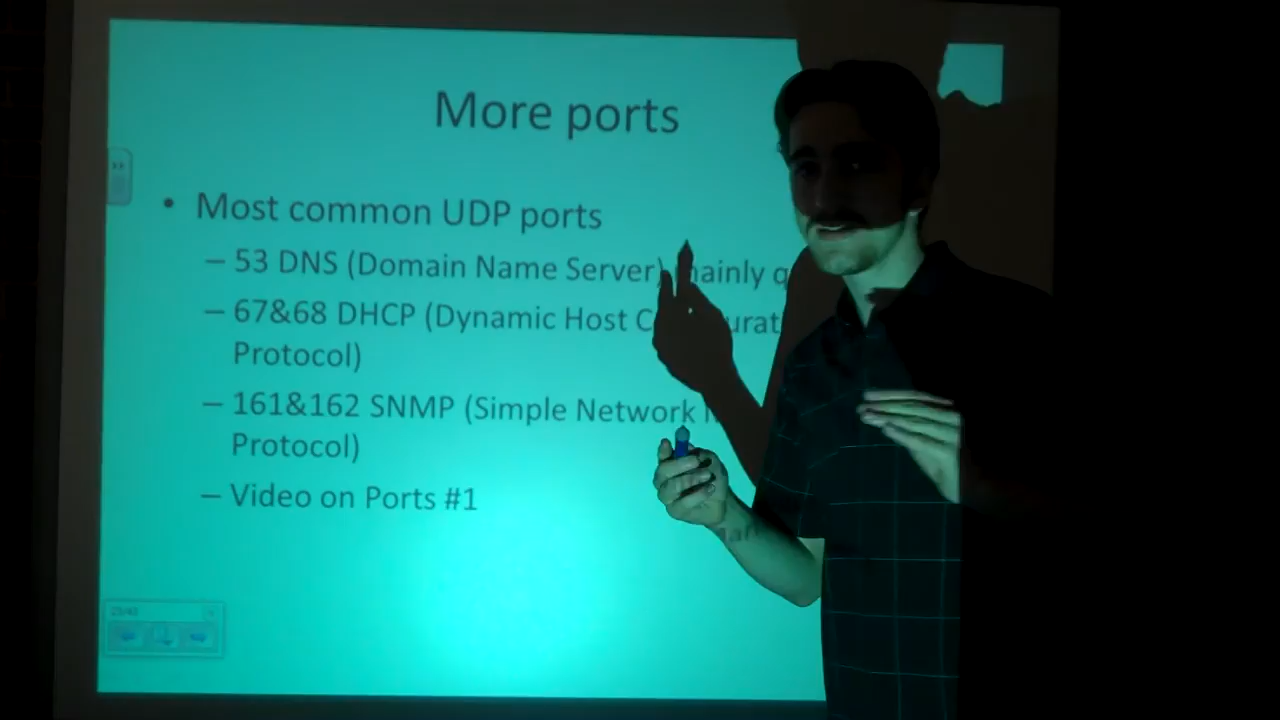 More ports
• Most common UDP ports
– 53 DNS (Domain Name Server)
– 67&68 DHCP (Dynamic Host
Protocol)
– 161&162 SNMP (Simple Network
Protocol)
– Video on Ports #1